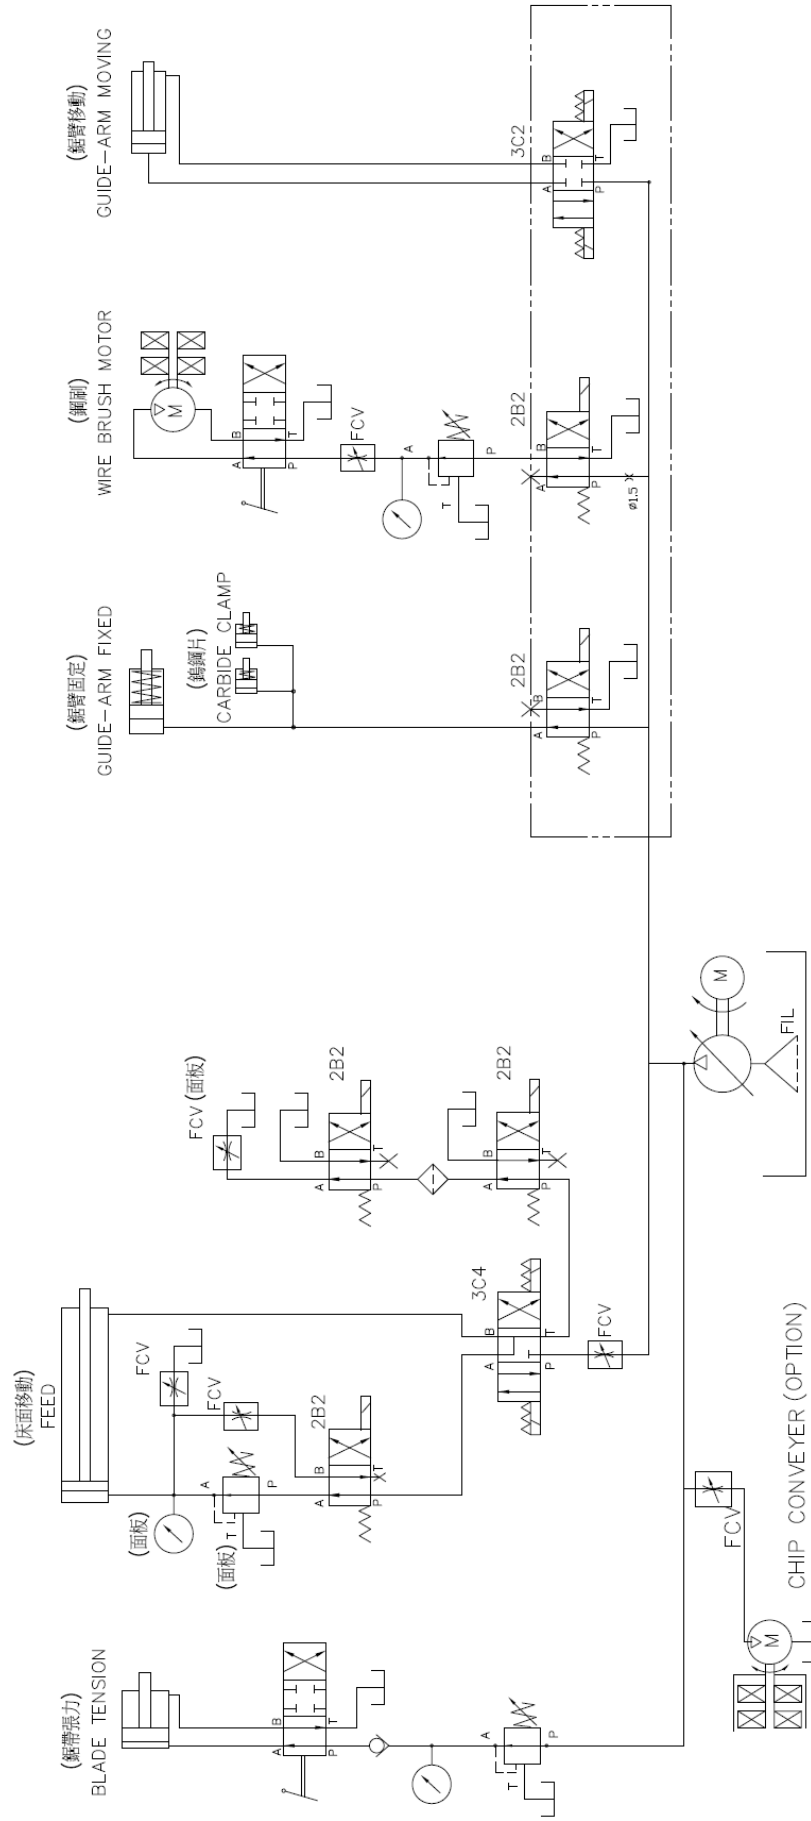 (鋸帶張力)
BLADE TENSION
A
B
P
T
A
T
P
(床面移動)
FEED
(面板)
FCV
FCV
(面板)
A
T
P
2B2
A
B
P
T
3C4
A
B
P
T
FCV
FCV (面板)
2B2
A
B
P
T
2B2
A
B
P
T
(鋸臂固定)
GUIDE-ARM FIXED
(鎢鋼片)
CARBIDE CLAMP
2B2
A
B
P
T
(鋼刷)
WIRE BRUSH MOTOR
M
A
B
P
T
FCV
A
T
P
2B2
A
B
P
T
ø1.5
(鋸臂移動)
GUIDE-ARM MOVING
3C2
A
B
P
T
M
FIL
FCV
M
CHIP CONVEYER (OPTION)